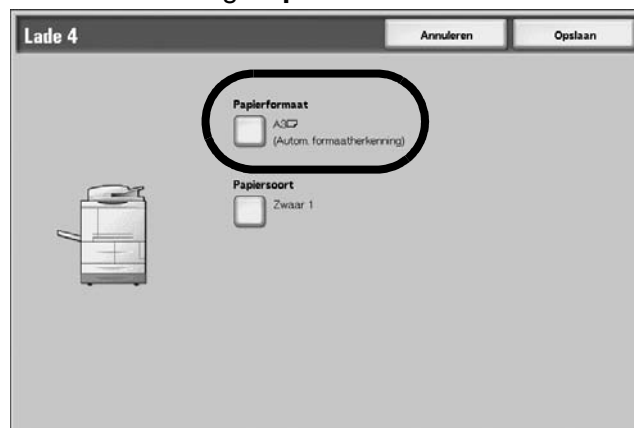 Lade 4
Annuleren
Opslaan
Papierformaat
A3
(Autom. formaatherkenning)
Papiersoort
Zwaar 1